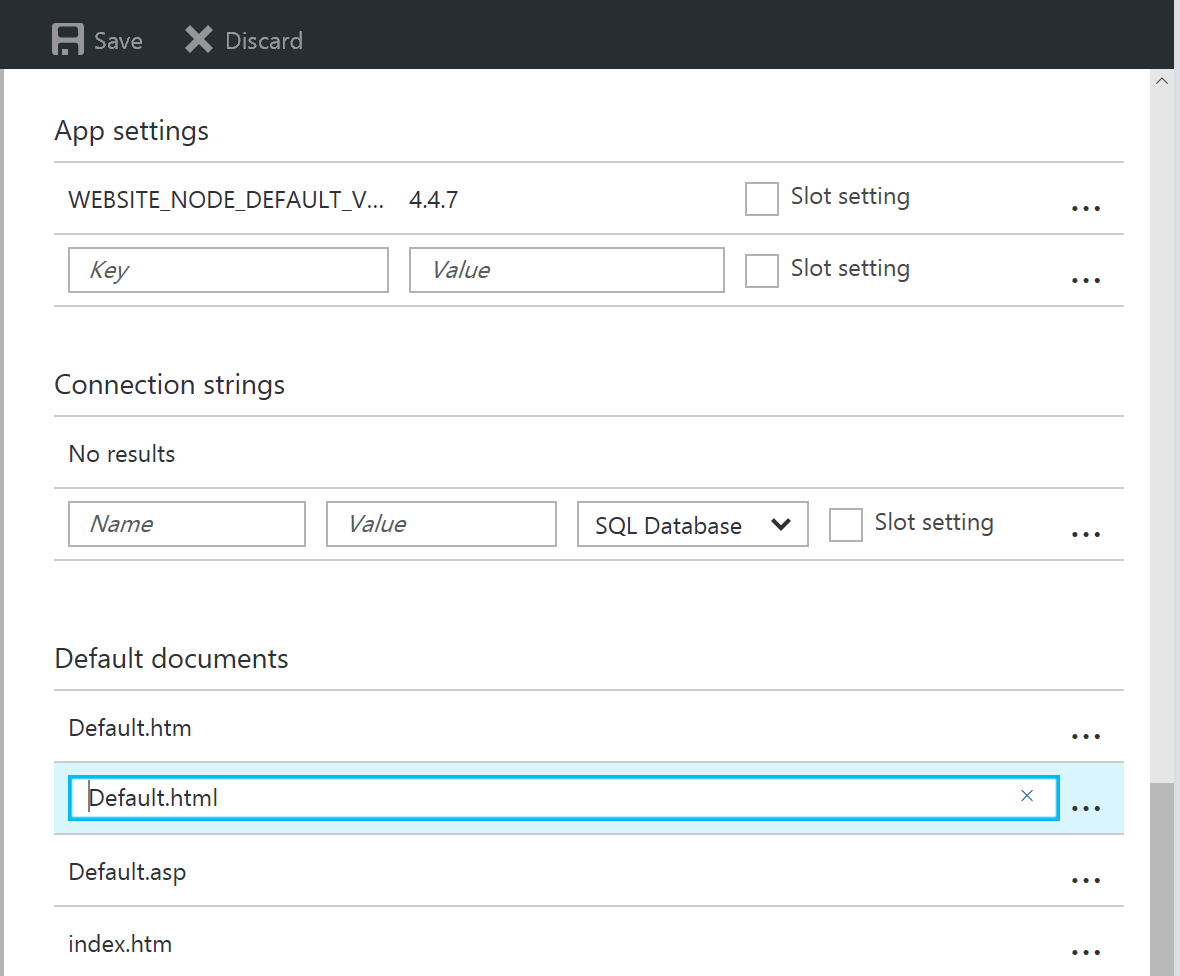 Save Discard
App settings
WEBSITE_NODE_DEFAULT_V... 4.4.7 Slot setting ...
Key Value Slot setting ...
Connection strings
No results
Name Value SQL Database Slot setting ...
Default documents
Default.htm ...
Default.html ...
Default.asp ...
index.htm ...